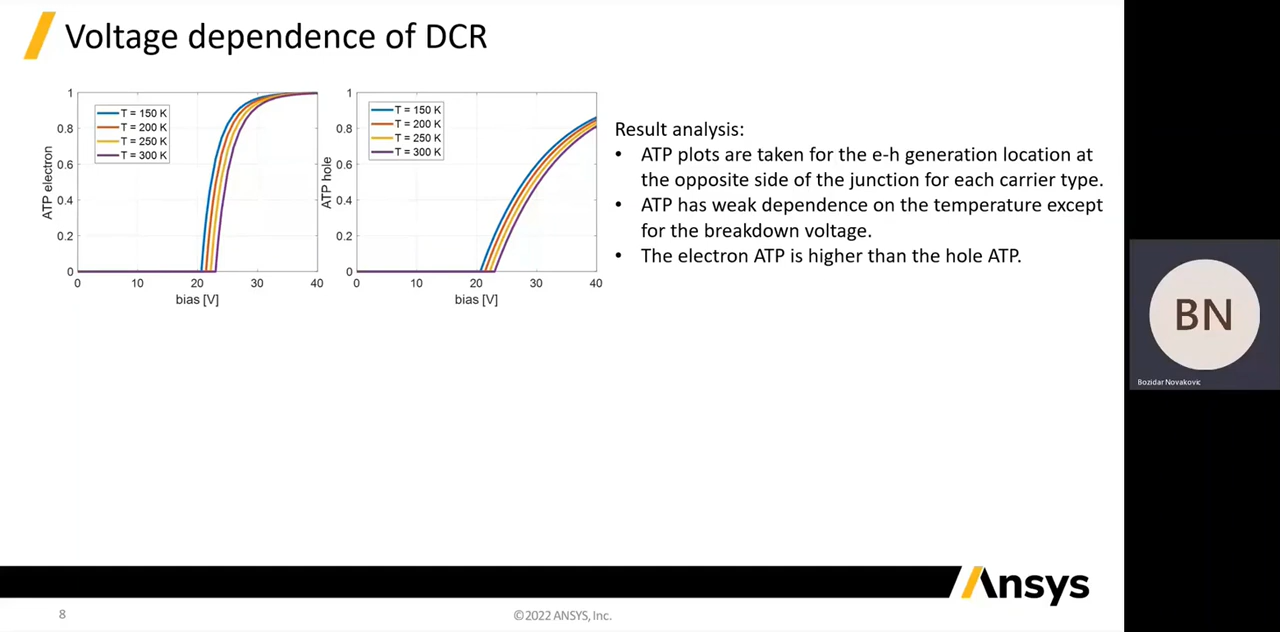 Voltage dependence of DCR
1
0.8
0.6
0.4
0.2
0
ATP electron
T = 150 K
T = 200 K
T = 250 K
T = 300 K
0
10
20
30
40
bias [V]
1
0.8
0.6
0.4
0.2
0
ATP hole
T = 150 K
T = 200 K
T = 250 K
T = 300 K
0
10
20
30
40
bias [V]
Result analysis:
• ATP plots are taken for the e-h generation location at
the opposite side of the junction for each carrier type.
• ATP has weak dependence on the temperature except
for the breakdown voltage.
• The electron ATP is higher than the hole ATP.
BN
Bozidar Novakovic
Ansys
8
©2022 ANSYS, Inc.